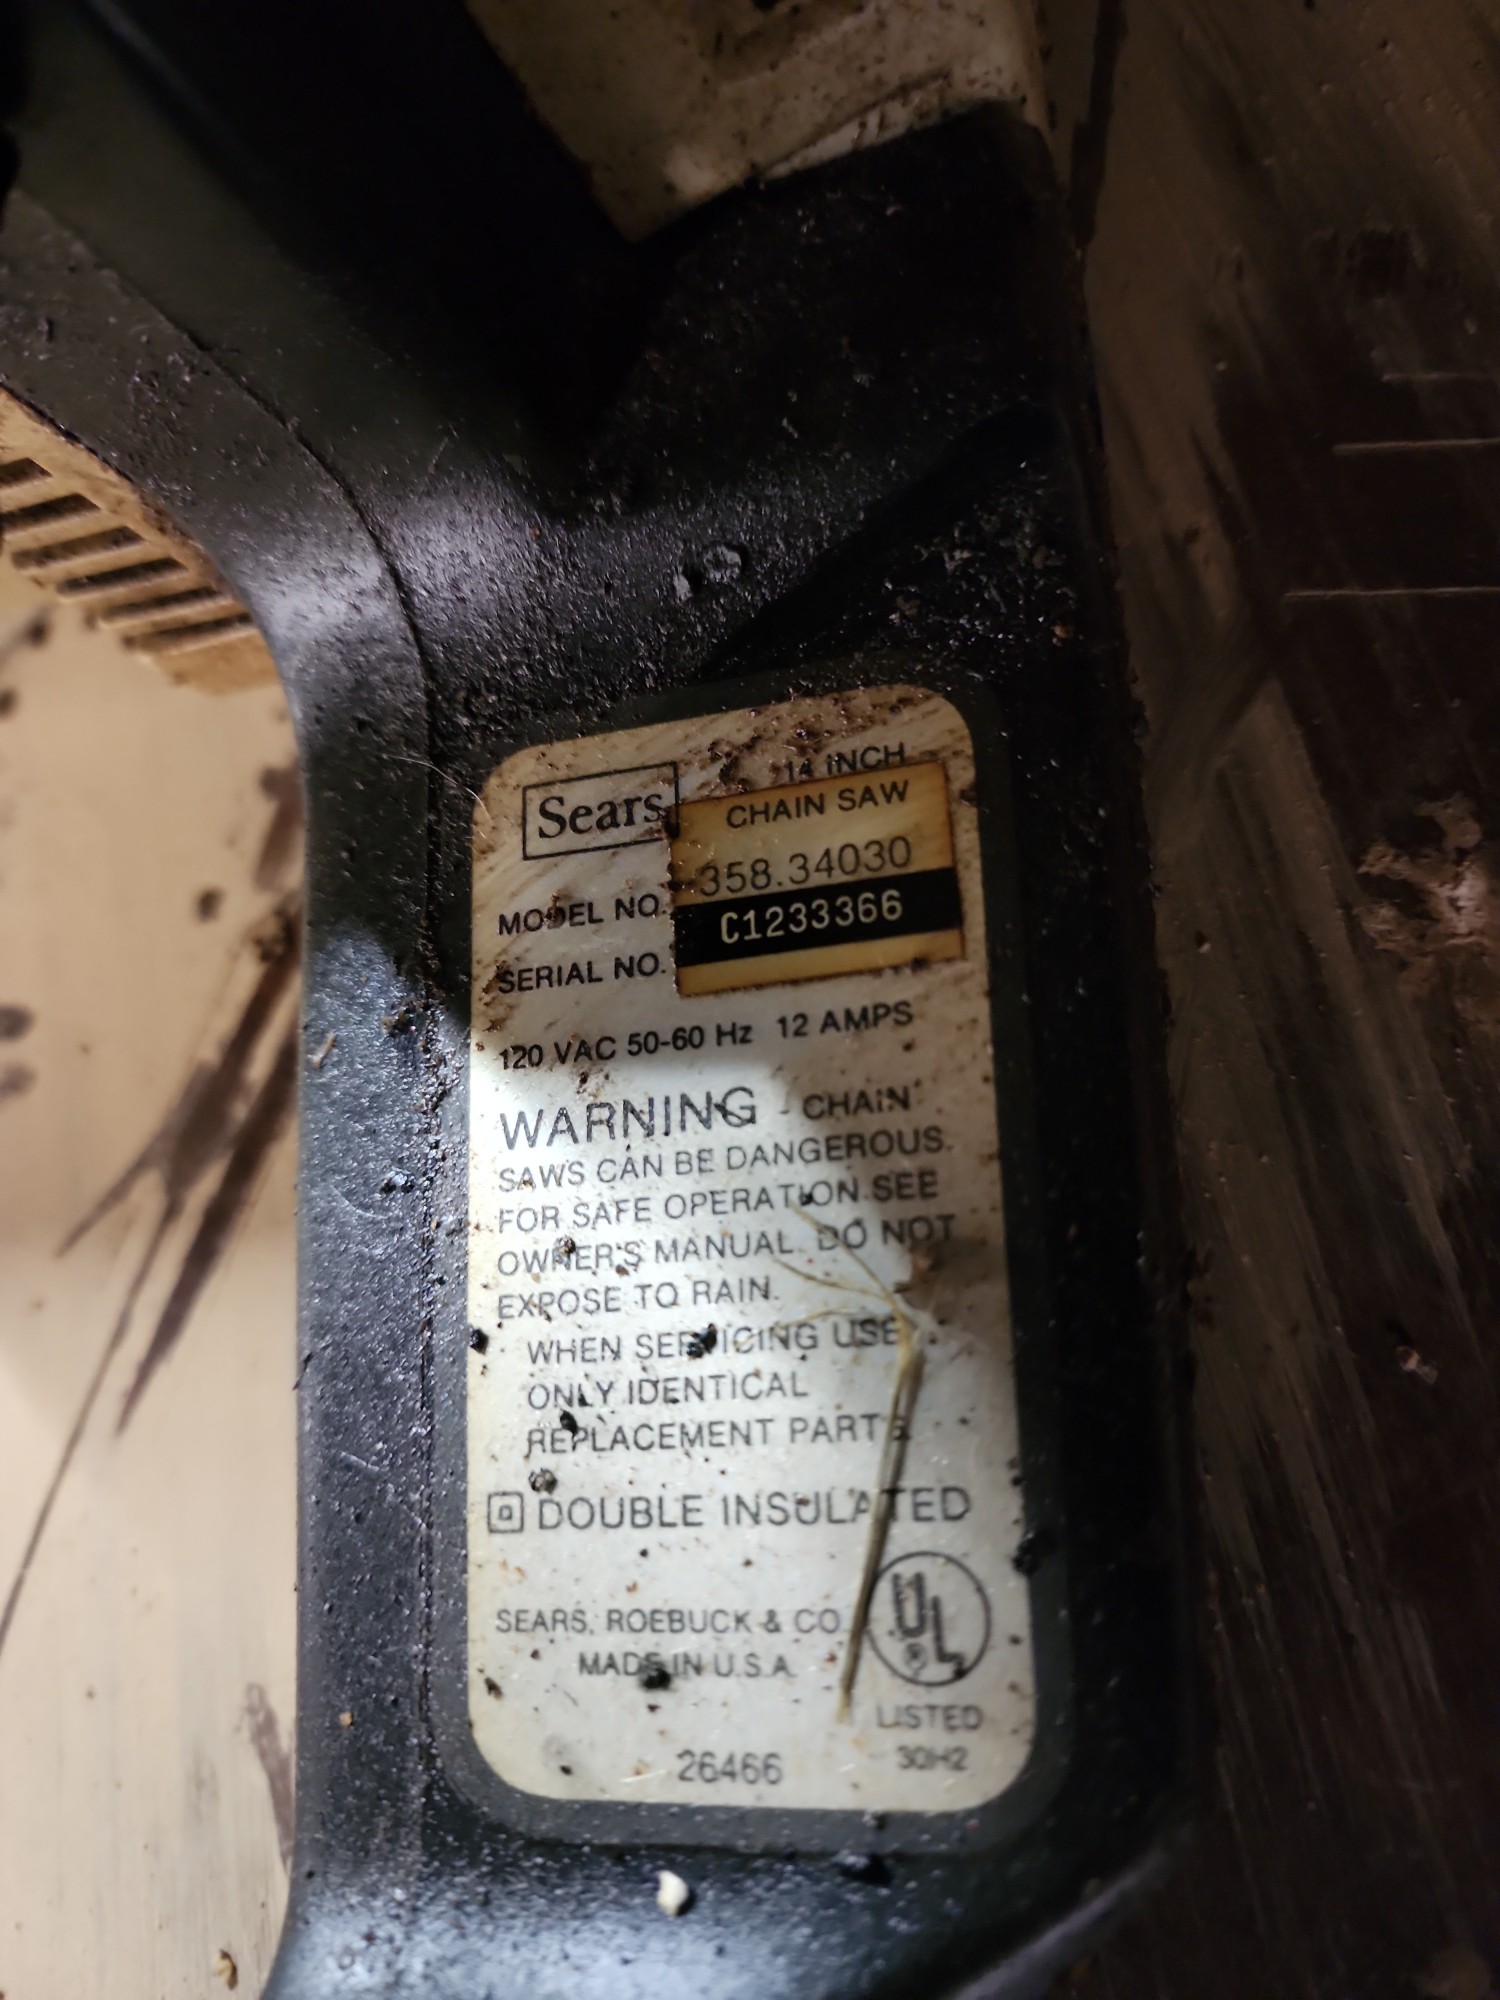 Sears
14 INCH
CHAIN SAW
MODEL NO. 358.34030
SERIAL NO. C1233366
120 VAC 50-60 Hz 12 AMPS
WARNING - CHAIN
SAWS CAN BE DANGEROUS.
FOR SAFE OPERATION SEE
OWNER'S MANUAL. DO NOT
EXPOSE TO RAIN.
WHEN SERVICING USE
ONLY IDENTICAL
REPLACEMENT PARTS.
DOUBLE INSULATED
SEARS, ROEBUCK & CO.
MADE IN U.S.A.
UL ®
LISTED
30H2
26466